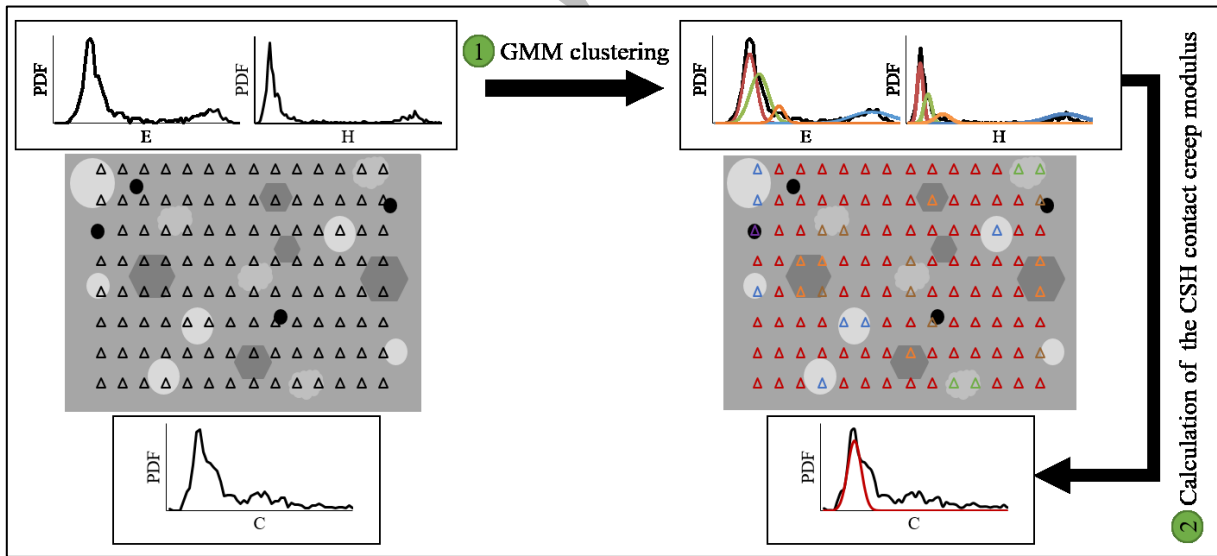 PDF
E
PDF
H
1 GMM clustering
PDF
E
PDF
H
PDF
C
PDF
C
2 Calculation of the CSH contact creep modulus